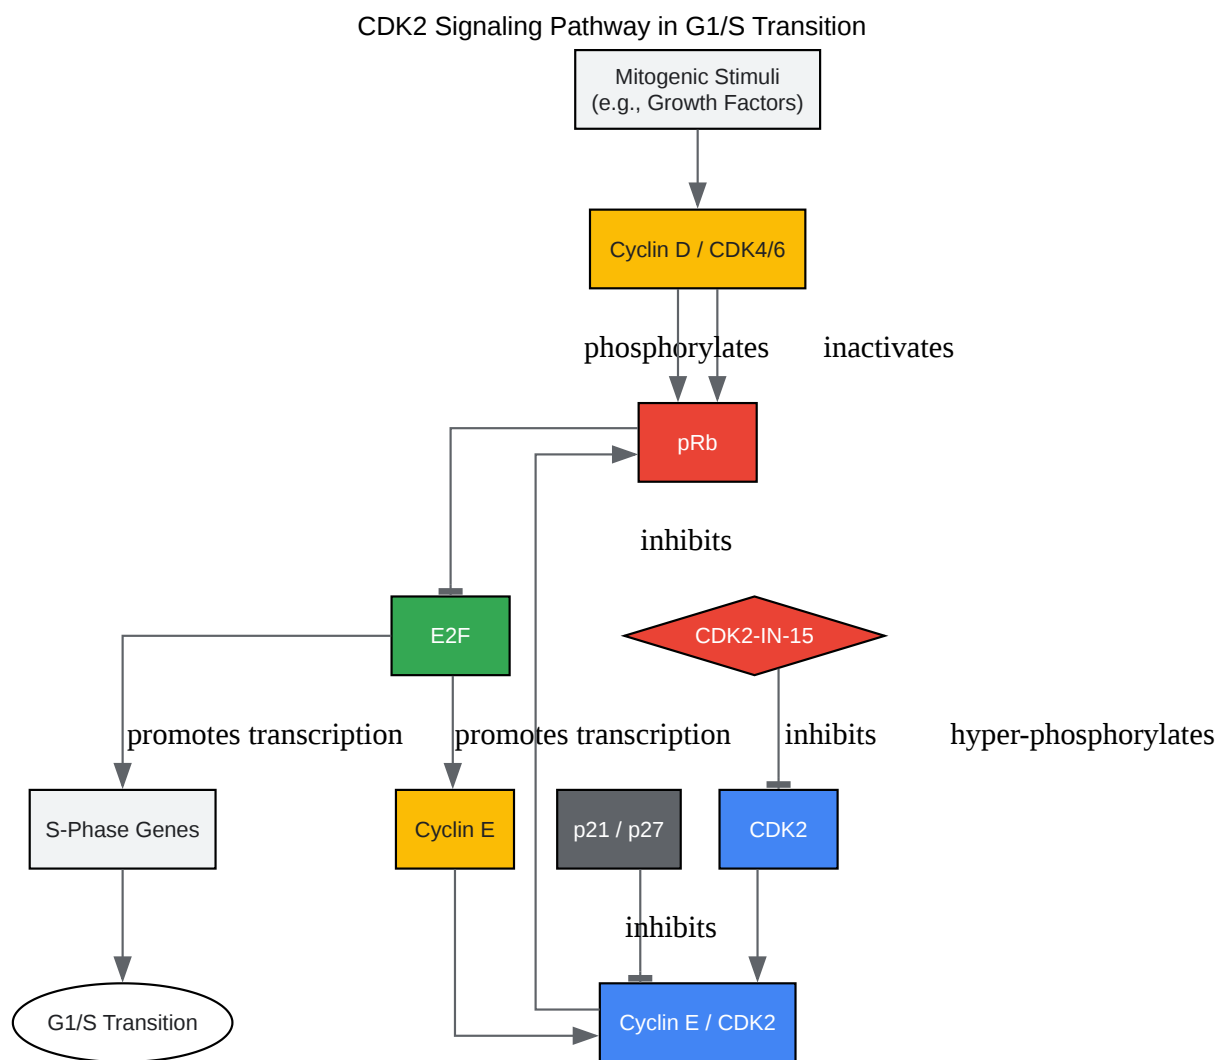 CDK2 Signaling Pathway in G1/S Transition
Mitogenic Stimuli
(e.g., Growth Factors)
Cyclin D / CDK4/6
phosphorylates
inactivates
pRb
inhibits
E2F
CDK2-IN-15
promotes transcription
promotes transcription
inhibits
hyper-phosphorylates
S-Phase Genes
Cyclin E
p21 / p27
CDK2
inhibits
G1/S Transition
Cyclin E / CDK2